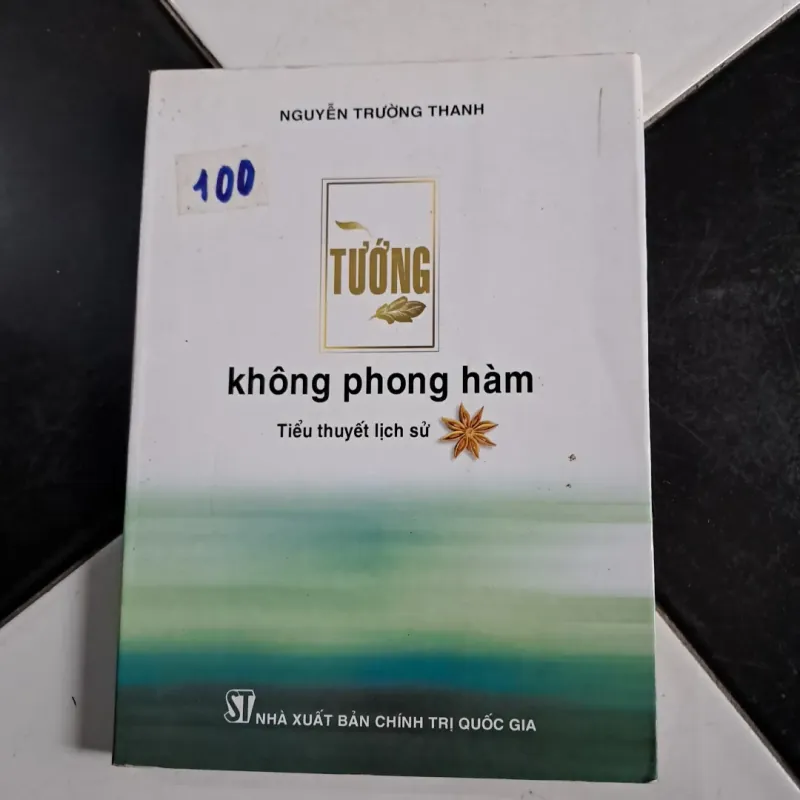 NGUYỄN TRƯỜNG THANH
100
TƯỚNG
không phong hàm
Tiểu thuyết lịch sử
ST NHÀ XUẤT BẢN CHÍNH TRỊ QUỐC GIA